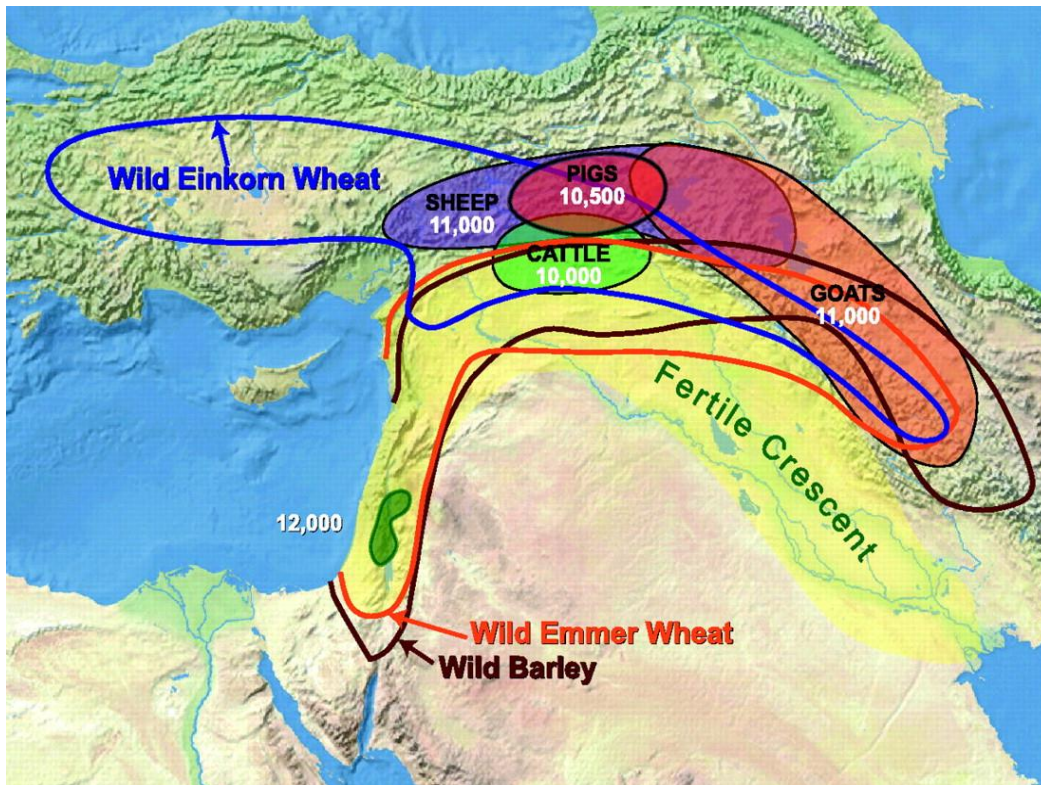 Wild Einkorn Wheat
PIGS
10,500
SHEEP
11,000
CATTLE
10,000
GOATS
11,000
Fertile Crescent
12,000
Wild Emmer Wheat
Wild Barley